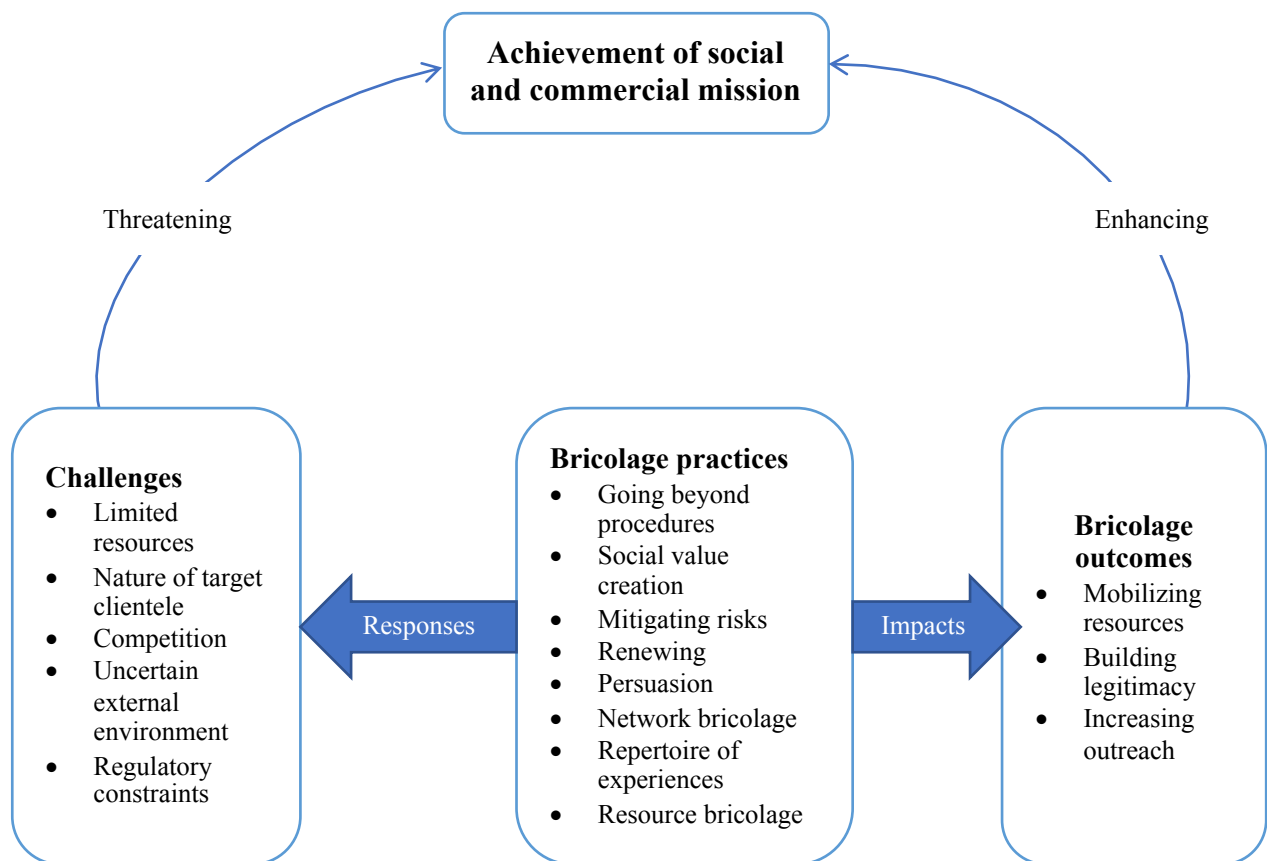 Achievement of social
and commercial mission
Threatening
Enhancing
Challenges
• Limited
resources
• Nature of target
clientele
• Competition
• Uncertain
external
environment
• Regulatory
constraints
Responses
Bricolage practices
• Going beyond
procedures
• Social value
creation
• Mitigating risks
• Renewing
• Persuasion
• Network bricolage
• Repertoire of
experiences
• Resource bricolage
Impacts
Bricolage
outcomes
• Mobilizing
resources
• Building
legitimacy
• Increasing
outreach